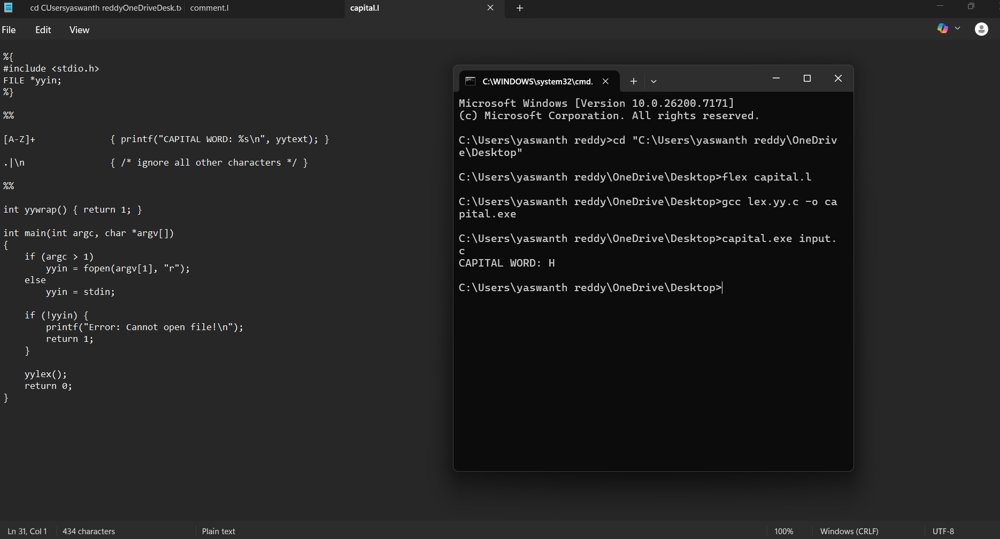 cd CUsersyaswanth reddyOneDriveDesk.tx
comment.l
capital.l
File Edit View
%{
#include <stdio.h>
FILE *yyin;
%}
%%
[A-Z]+ { printf("CAPITAL WORD: %s\n", yytext); }
.|\n { /* ignore all other characters */ }
%%
int yywrap() { return 1; }
int main(int argc, char *argv[])
{
if (argc > 1)
yyin = fopen(argv[1], "r");
else
yyin = stdin;
if (!yyin) {
printf("Error: Cannot open file!\n");
return 1;
}
yylex();
return 0;
}
C:\WINDOWS\system32\cmd.
Microsoft Windows [Version 10.0.26200.7171]
(c) Microsoft Corporation. All rights reserved.
C:\Users\yaswanth reddy>cd "C:\Users\yaswanth reddy\OneDriv
e\Desktop"
C:\Users\yaswanth reddy\OneDrive\Desktop>flex capital.l
C:\Users\yaswanth reddy\OneDrive\Desktop>gcc lex.yy.c -o ca
pital.exe
C:\Users\yaswanth reddy\OneDrive\Desktop>capital.exe input.
c
CAPITAL WORD: H
C:\Users\yaswanth reddy\OneDrive\Desktop>
Ln 31, Col 1 434 characters Plain text 100% Windows (CRLF) UTF-8